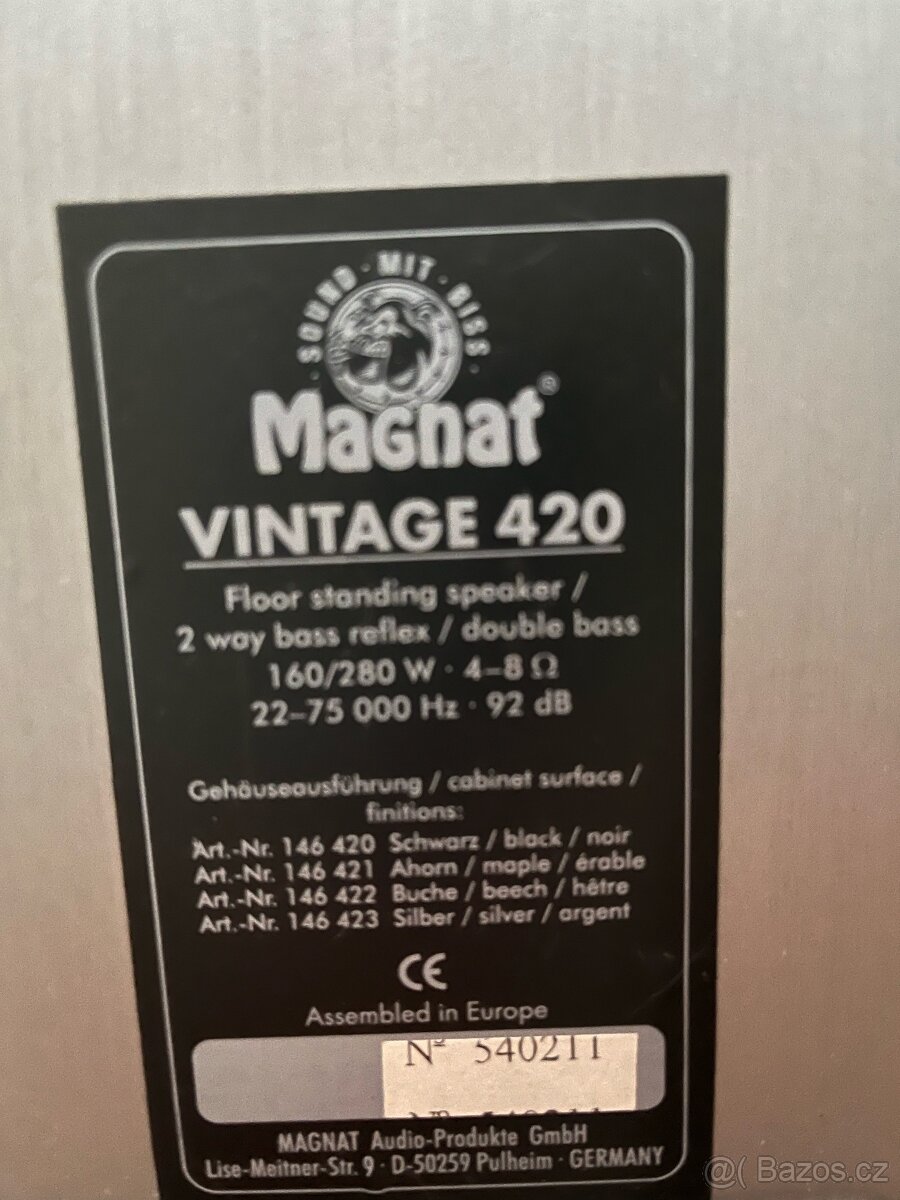 · SOUND · MIT · BISS ·
Magnat®
VINTAGE 420
Floor standing speaker /
2 way bass reflex / double bass
160/280 W · 4–8 Ω
22–75 000 Hz · 92 dB
Gehäuseausführung / cabinet surface /
finitions:
Art.-Nr. 146 420 Schwarz / black / noir
Art.-Nr. 146 421 Ahorn / maple / érable
Art.-Nr. 146 422 Buche / beech / hêtre
Art.-Nr. 146 423 Silber / silver / argent
CE
Assembled in Europe
Nº 540211
MAGNAT Audio-Produkte GmbH
Lise-Meitner-Str. 9 · D-50259 Pulheim · GERMANY
@( Bazos.cz